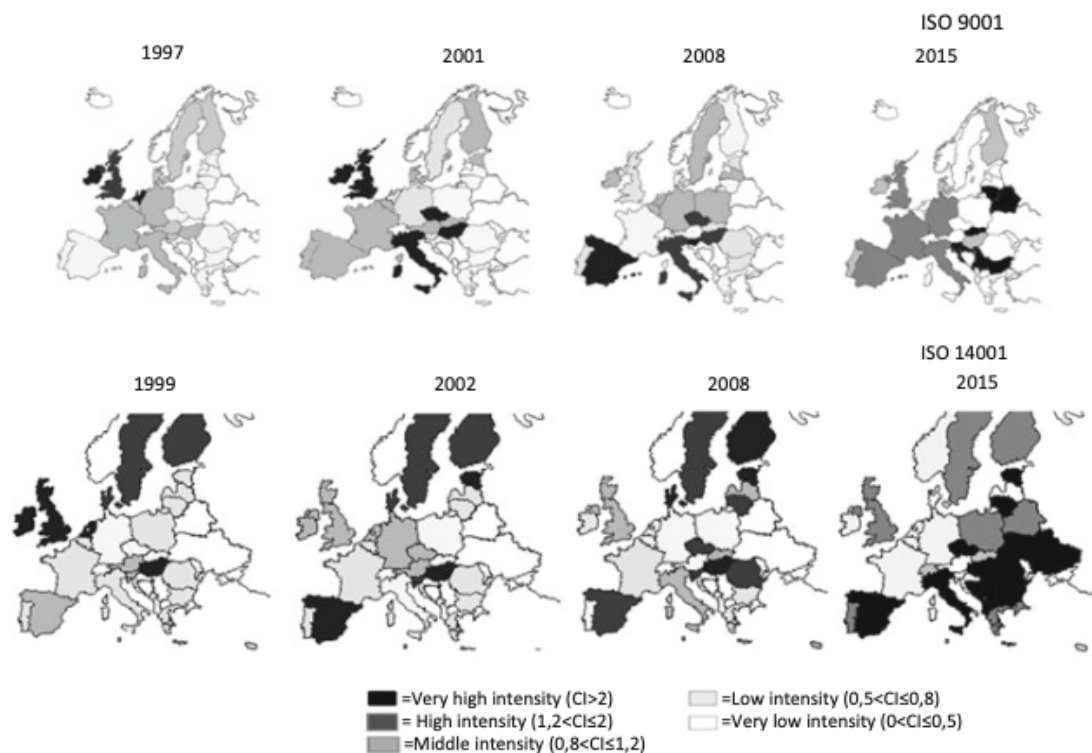 ISO 9001
1997 2001 2008 2015
ISO 14001
1999 2002 2008 2015
=Very high intensity (CI>2) =Low intensity (0,5<CI≤0,8)
= High intensity (1,2<CI≤2) =Very low intensity (0<CI≤0,5)
=Middle intensity (0,8<CI≤1,2)